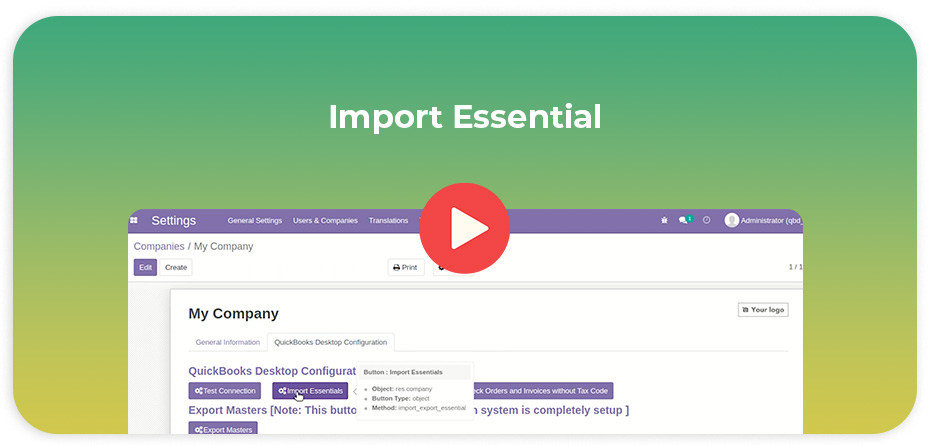 Import Essential
Settings General Settings Users & Companies Translations 1 Administrator (qbd_
Companies / My Company
Edit Create Print 1 / 1
My Company Your logo
General Information QuickBooks Desktop Configuration
QuickBooks Desktop Configurat
Button : Import Essentials
Test Connection Import Essentials Object: res.company ck Orders and Invoices without Tax Code
Button Type: object
Method: import_export_essential
Export Masters [Note: This butto n system is completely setup ]
Export Masters